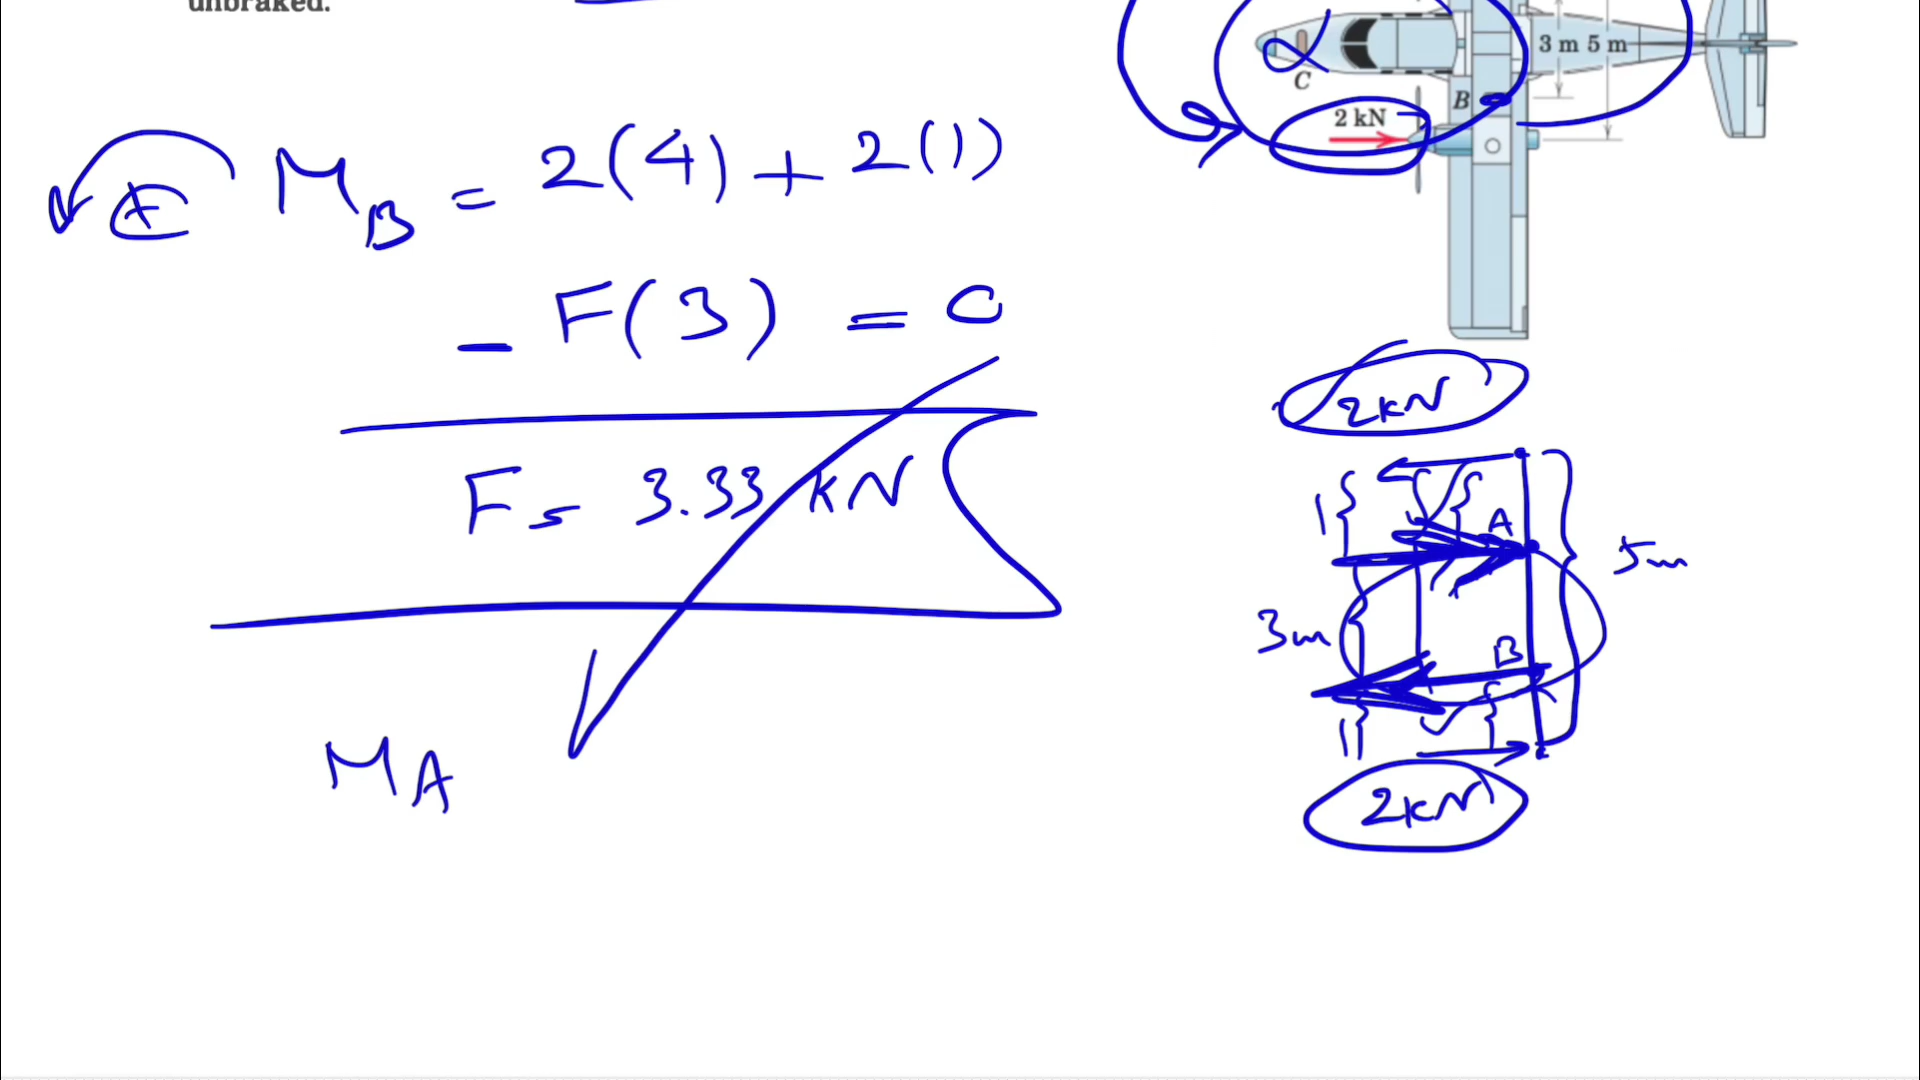 unbraked.
3 m 5 m
C
B
2 kN
+ M_B = 2(4) + 2(1)
- F(3) = 0
F = 3.33 kN
M_A
2kN
1
A
5m
3m
B
1
2kN